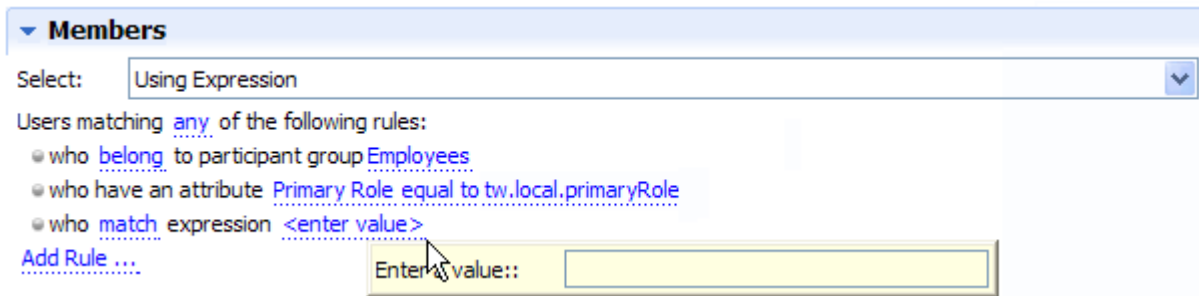 Members
Select: Using Expression
Users matching any of the following rules:
who belong to participant group Employees
who have an attribute Primary Role equal to tw.local.primaryRole
who match expression <enter value>
Add Rule ...
Enter value::